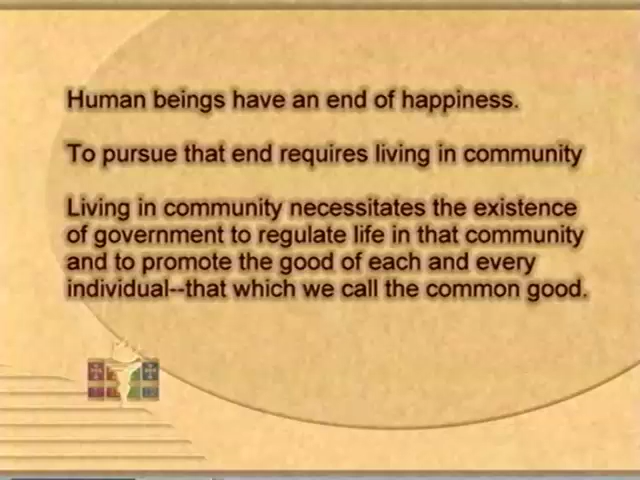 Human beings have an end of happiness.
To pursue that end requires living in community
Living in community necessitates the existence
of government to regulate life in that community
and to promote the good of each and every
individual--that which we call the common good.